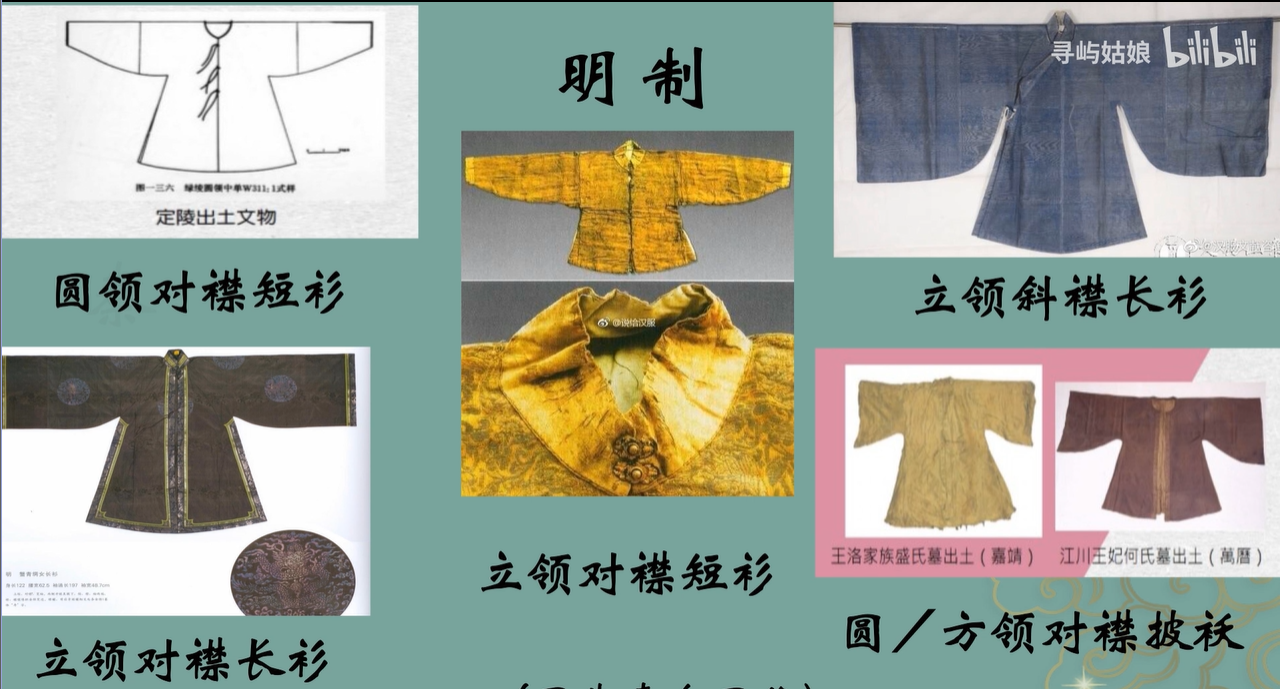 明制
寻屿姑娘 bilibili
图一三六 绿绫圆领中单W311:1式样
定陵出土文物
圆领对襟短衫
@说给汉服
立领斜襟长衫
立领对襟短衫
王洛家族盛氏墓出土（嘉靖）
江川王妃何氏墓出土（萬曆）
圆/方领对襟披袄
立领对襟长衫